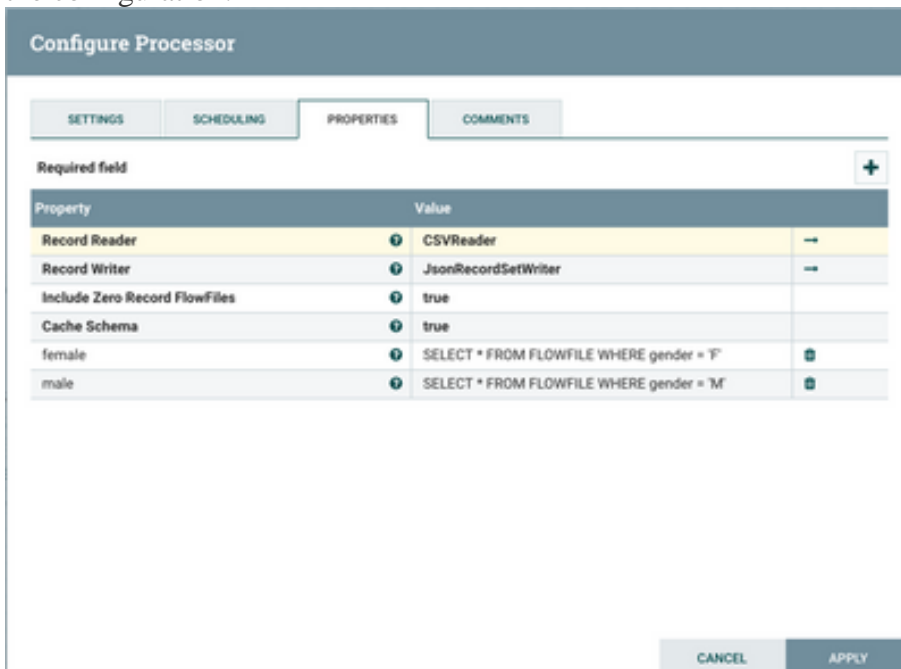 Configure Processor
SETTINGS SCHEDULING PROPERTIES COMMENTS
Required field
Property Value
Record Reader CSVReader
Record Writer JsonRecordSetWriter
Include Zero Record FlowFiles true
Cache Schema true
female SELECT * FROM FLOWFILE WHERE gender = 'F'
male SELECT * FROM FLOWFILE WHERE gender = 'M'
CANCEL APPLY